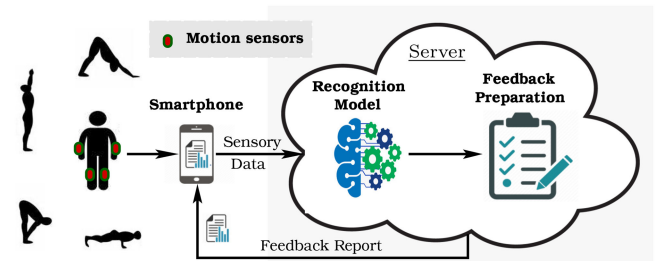 Motion sensors
Server
Smartphone
Sensory
Data
Recognition
Model
Feedback
Preparation
Feedback Report